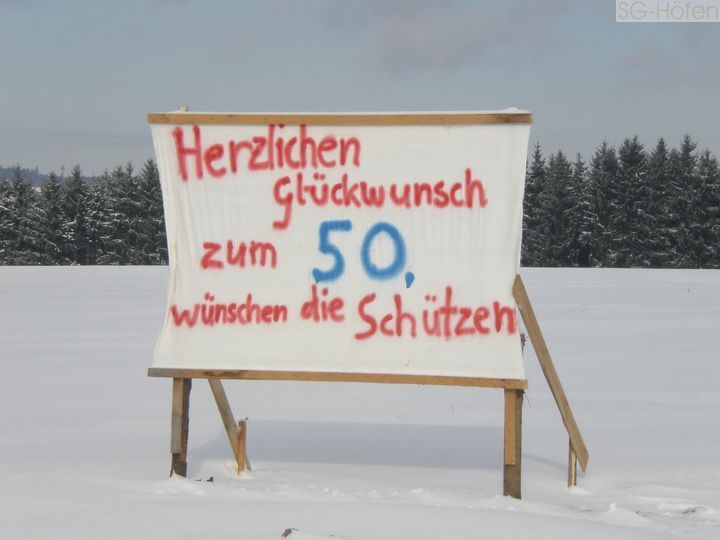 SG-Höfen
Herzlichen
Glückwunsch
zum 50,
wünschen die Schützen